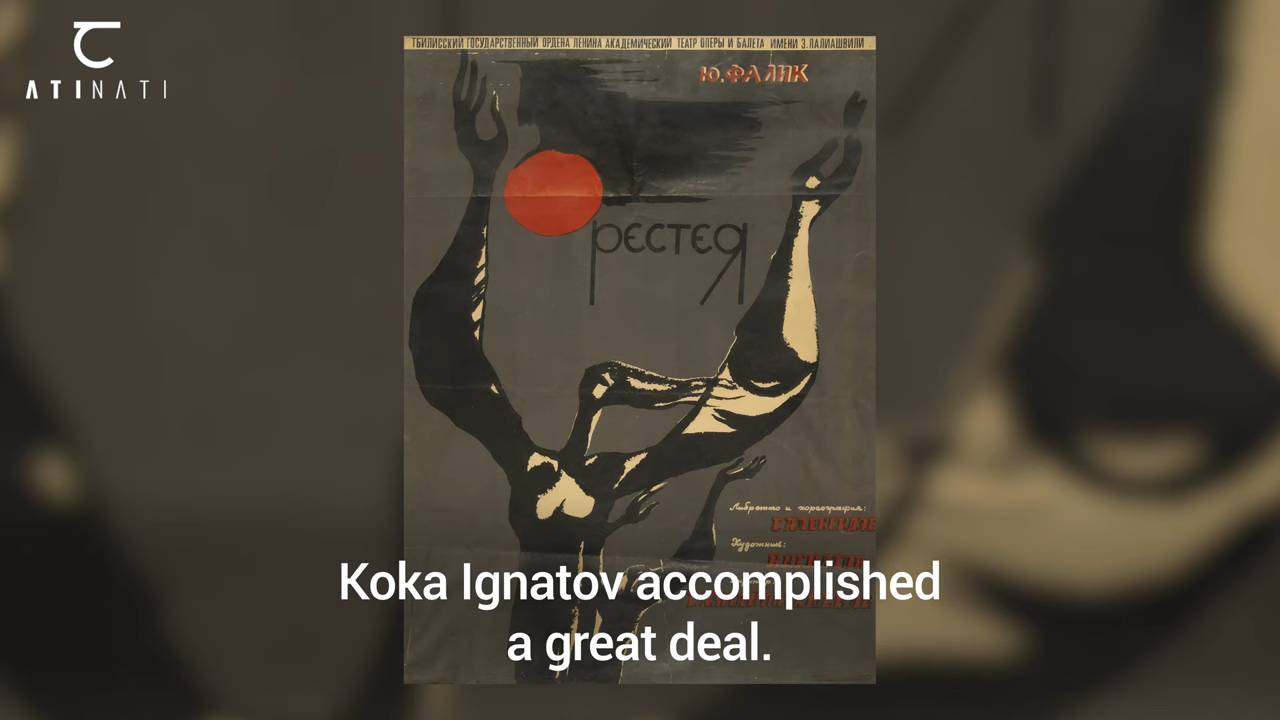 ATINATI
ТБИЛИССКИЙ ГОСУДАРСТВЕННЫЙ ОРДЕНА ЛЕНИНА АКАДЕМИЧЕСКИЙ ТЕАТР ОПЕРЫ И БАЛЕТА ИМЕНИ З. ПАЛИАШВИЛИ
Ю. ФАЛИК
РЕСТЕЯ
Либретто и хореография:
Художник:
Koka Ignatov accomplished
a great deal.